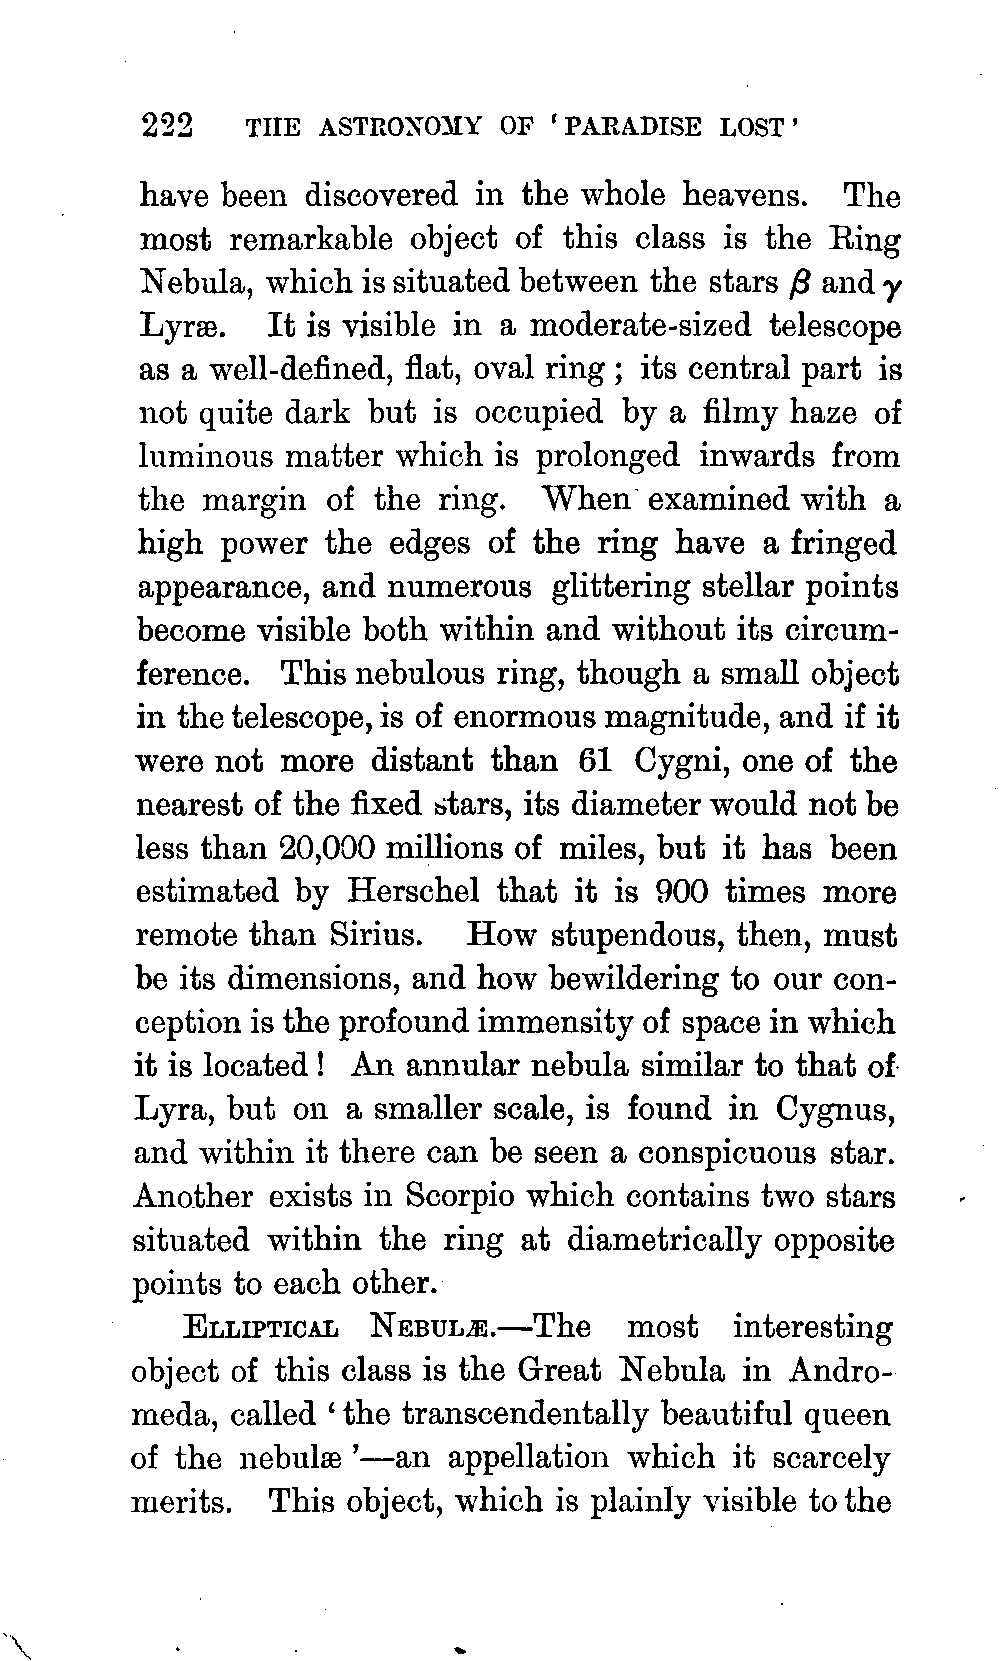 222 THE ASTRONOMY OF ‘PARADISE LOST’
have been discovered in the whole heavens. The
most remarkable object of this class is the Ring
Nebula, which is situated between the stars β and γ
Lyræ. It is visible in a moderate-sized telescope
as a well-defined, flat, oval ring ; its central part is
not quite dark but is occupied by a filmy haze of
luminous matter which is prolonged inwards from
the margin of the ring. When examined with a
high power the edges of the ring have a fringed
appearance, and numerous glittering stellar points
become visible both within and without its circum-
ference. This nebulous ring, though a small object
in the telescope, is of enormous magnitude, and if it
were not more distant than 61 Cygni, one of the
nearest of the fixed stars, its diameter would not be
less than 20,000 millions of miles, but it has been
estimated by Herschel that it is 900 times more
remote than Sirius. How stupendous, then, must
be its dimensions, and how bewildering to our con-
ception is the profound immensity of space in which
it is located ! An annular nebula similar to that of
Lyra, but on a smaller scale, is found in Cygnus,
and within it there can be seen a conspicuous star.
Another exists in Scorpio which contains two stars
situated within the ring at diametrically opposite
points to each other.
ELLIPTICAL NEBULÆ.—The most interesting
object of this class is the Great Nebula in Andro-
meda, called ‘ the transcendentally beautiful queen
of the nebulæ ’—an appellation which it scarcely
merits. This object, which is plainly visible to the